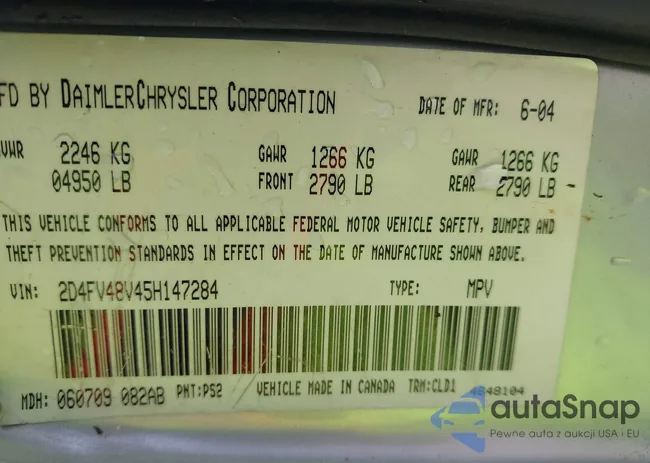 FD BY DAIMLERCHRYSLER CORPORATION DATE OF MFR: 6-04
VWR 2246 KG GAWR 1266 KG GAWR 1266 KG
04950 LB FRONT 2790 LB REAR 2790 LB
THIS VEHICLE CONFORMS TO ALL APPLICABLE FEDERAL MOTOR VEHICLE SAFETY, BUMPER AND
THEFT PREVENTION STANDARDS IN EFFECT ON THE DATE OF MANUFACTURE SHOWN ABOVE.
VIN: 2D4FV48V45H147284 TYPE: MPV
MDH: 060709 082AB PNT:PS2 VEHICLE MADE IN CANADA TRM:CLD1 4648104
autaSnap
Pewne auta z aukcji USA i EU